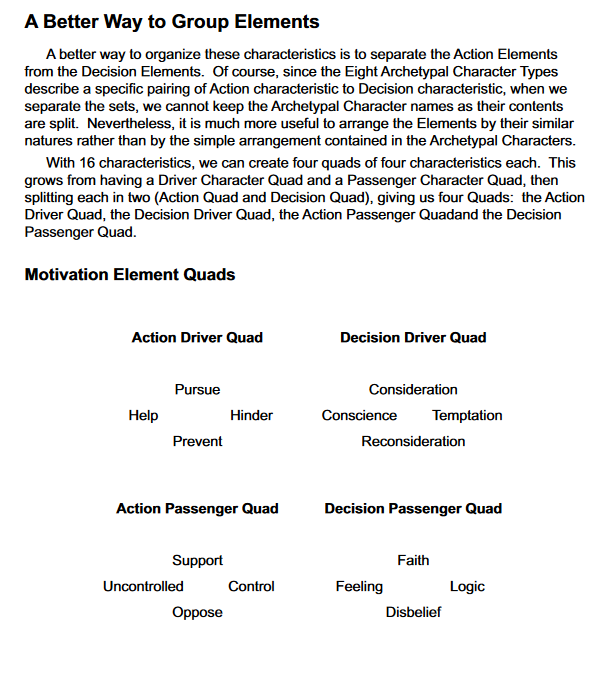 A Better Way to Group Elements
A better way to organize these characteristics is to separate the Action Elements
from the Decision Elements.  Of course, since the Eight Archetypal Character Types
describe a specific pairing of Action characteristic to Decision characteristic, when we
separate the sets, we cannot keep the Archetypal Character names as their contents
are split.  Nevertheless, it is much more useful to arrange the Elements by their similar
natures rather than by the simple arrangement contained in the Archetypal Characters.
With 16 characteristics, we can create four quads of four characteristics each.  This
grows from having a Driver Character Quad and a Passenger Character Quad, then
splitting each in two (Action Quad and Decision Quad), giving us four Quads:  the Action
Driver Quad, the Decision Driver Quad, the Action Passenger Quadand the Decision
Passenger Quad.
Motivation Element Quads
Action Driver Quad Decision Driver Quad
Pursue Consideration
Help Hinder Conscience Temptation
Prevent Reconsideration
Action Passenger Quad Decision Passenger Quad
Support Faith
Uncontrolled Control Feeling Logic
Oppose Disbelief